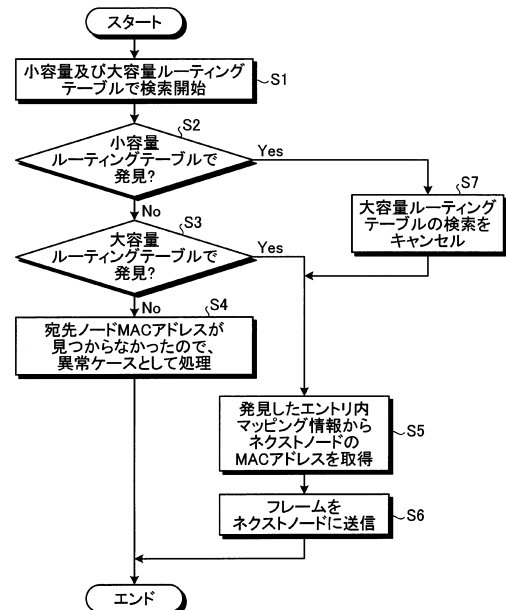 スタート
小容量及び大容量ルーティング
テーブルで検索開始
S1
S2
小容量
ルーティングテーブルで
発見?
Yes
No
S7
大容量ルーティング
テーブルの検索を
キャンセル
S3
大容量
ルーティングテーブルで
発見?
Yes
No
S4
宛先ノードMACアドレスが
見つからなかったので、
異常ケースとして処理
発見したエントリ内
マッピング情報から
ネクストノードの
MACアドレスを取得
S5
フレームを
ネクストノードに送信
S6
エンド